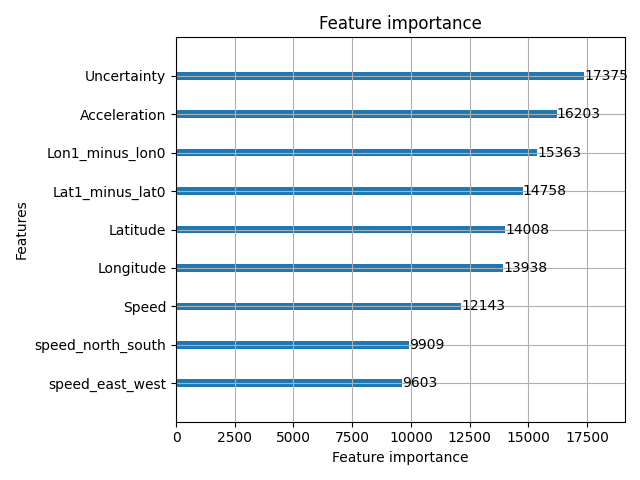 Feature importance
Features
Uncertainty 17375
Acceleration 16203
Lon1_minus_lon0 15363
Lat1_minus_lat0 14758
Latitude 14008
Longitude 13938
Speed 12143
speed_north_south 9909
speed_east_west 9603
0 2500 5000 7500 10000 12500 15000 17500
Feature importance